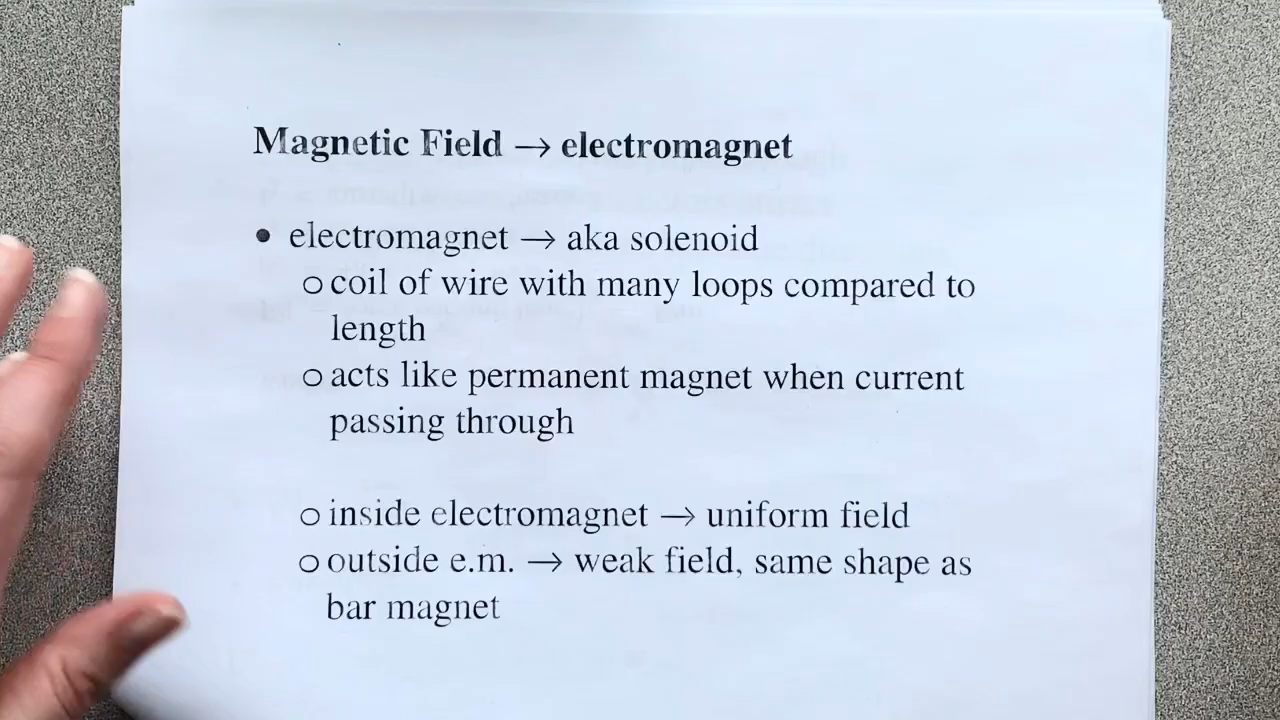 Magnetic Field → electromagnet
• electromagnet → aka solenoid
o coil of wire with many loops compared to
length
o acts like permanent magnet when current
passing through
o inside electromagnet → uniform field
o outside e.m. → weak field, same shape as
bar magnet